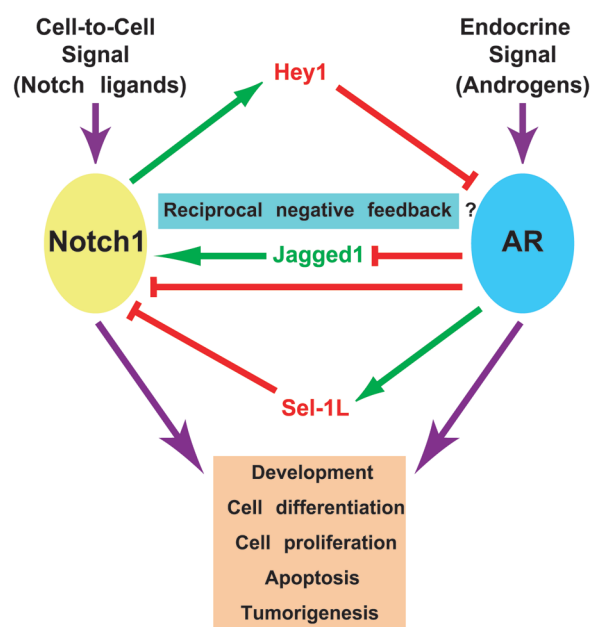 Cell-to-Cell
Signal
(Notch ligands)
Endocrine
Signal
(Androgens)
Hey1
Reciprocal negative feedback ?
Notch1
Jagged1
AR
Sel-1L
Development
Cell differentiation
Cell proliferation
Apoptosis
Tumorigenesis